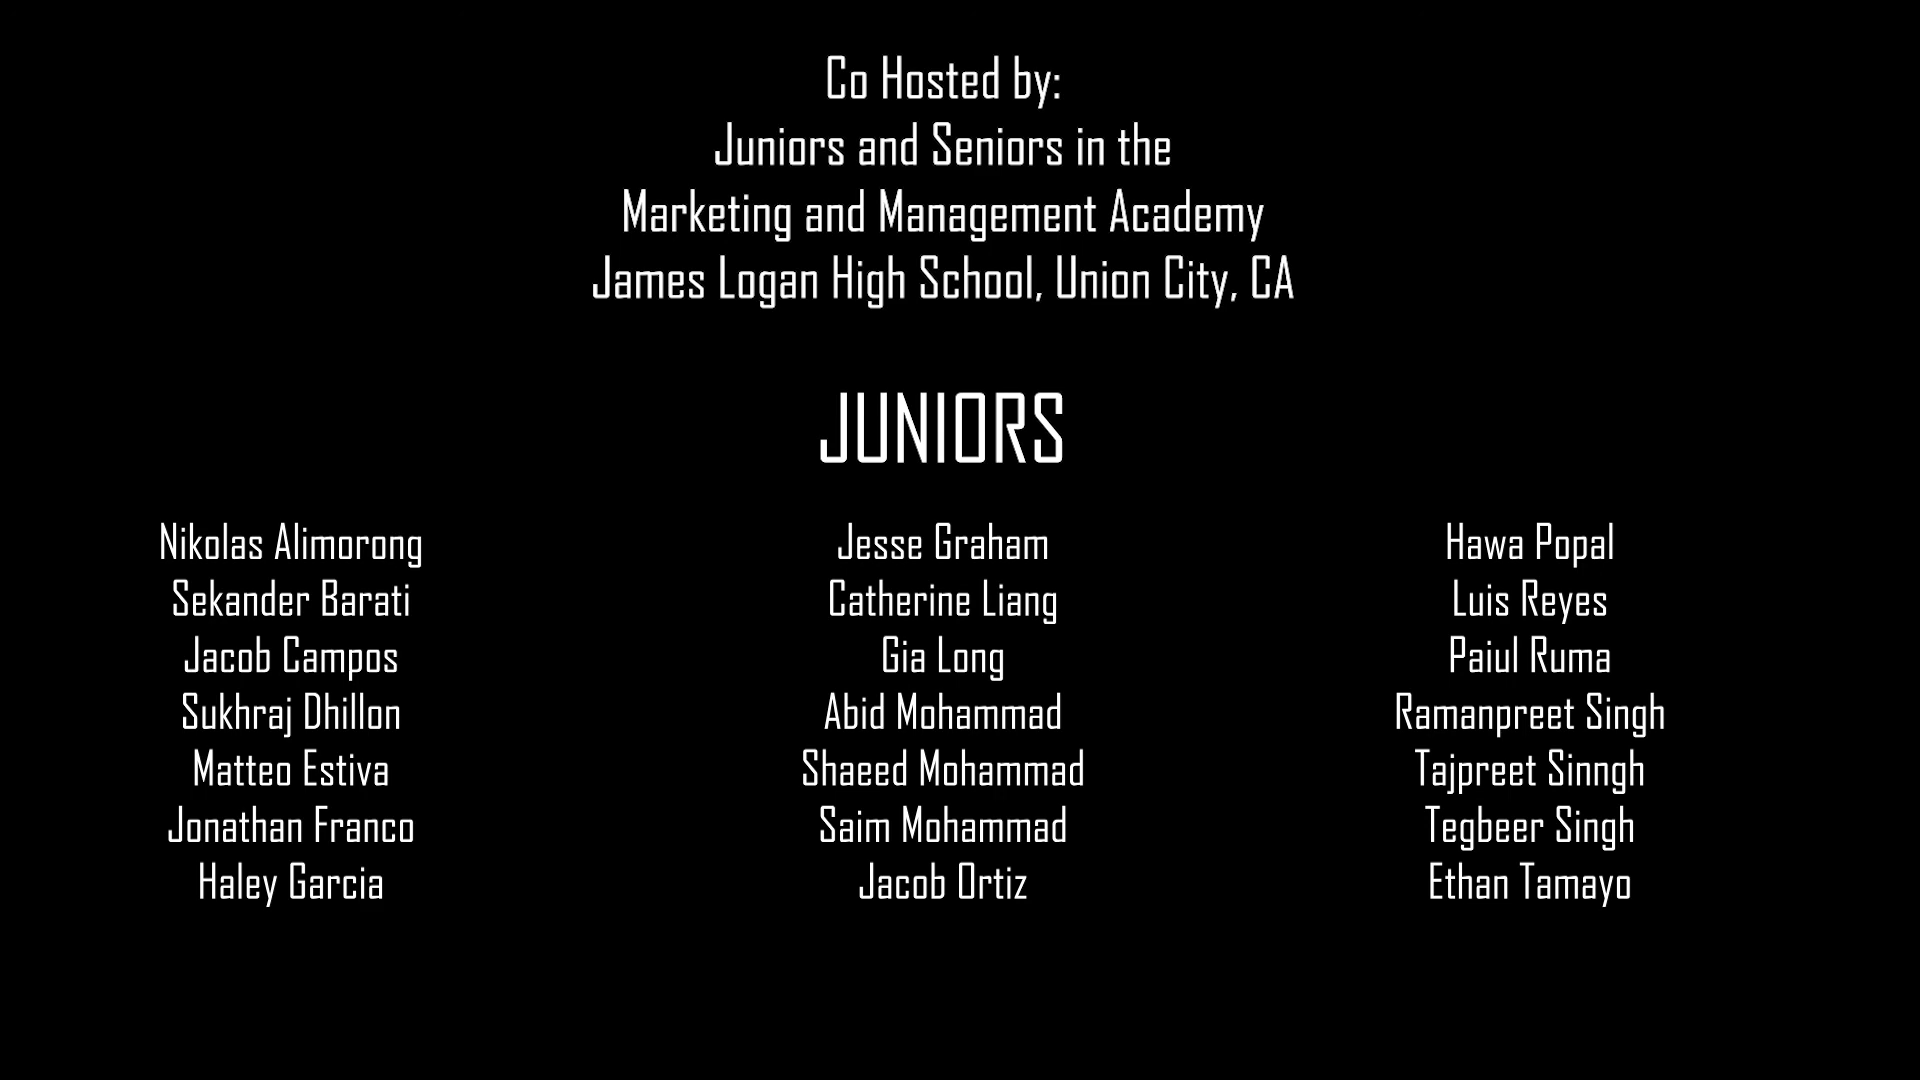 Co Hosted by:
Juniors and Seniors in the
Marketing and Management Academy
James Logan High School, Union City, CA
JUNIORS
Nikolas Alimorong
Sekander Barati
Jacob Campos
Sukhraj Dhillon
Matteo Estiva
Jonathan Franco
Haley Garcia
Jesse Graham
Catherine Liang
Gia Long
Abid Mohammad
Shaeed Mohammad
Saim Mohammad
Jacob Ortiz
Hawa Popal
Luis Reyes
Paiul Ruma
Ramanpreet Singh
Tajpreet Sinngh
Tegbeer Singh
Ethan Tamayo